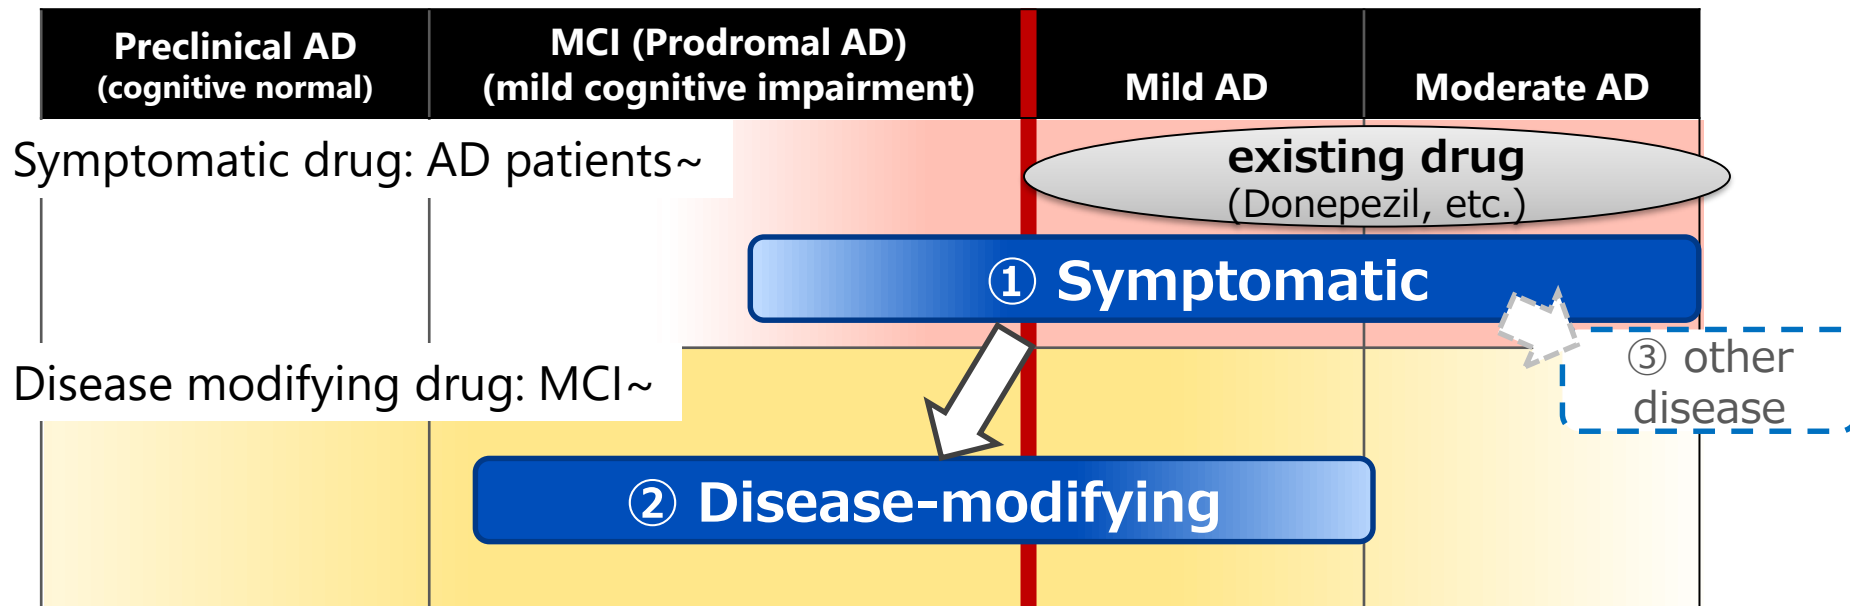 Preclinical AD
(cognitive normal)
MCI (Prodromal AD)
(mild cognitive impairment)
Mild AD
Moderate AD
Symptomatic drug: AD patients~
existing drug
(Donepezil, etc.)
① Symptomatic
③ other
disease
Disease modifying drug: MCI~
② Disease-modifying